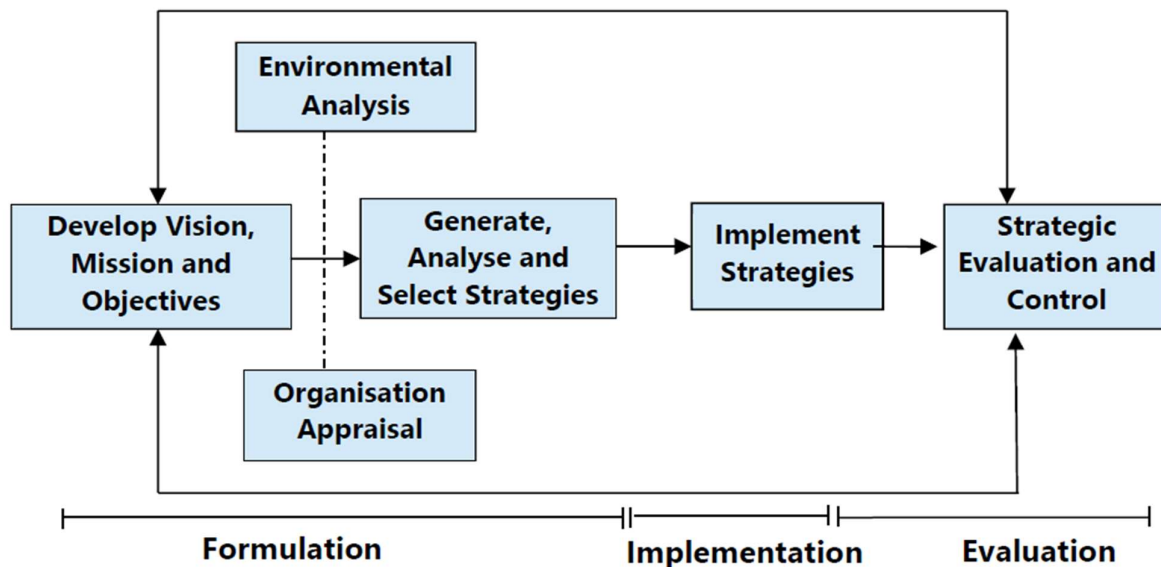 Environmental
Analysis
Develop Vision,
Mission and
Objectives
Generate,
Analyse and
Select Strategies
Implement
Strategies
Strategic
Evaluation and
Control
Organisation
Appraisal
Formulation
Implementation
Evaluation